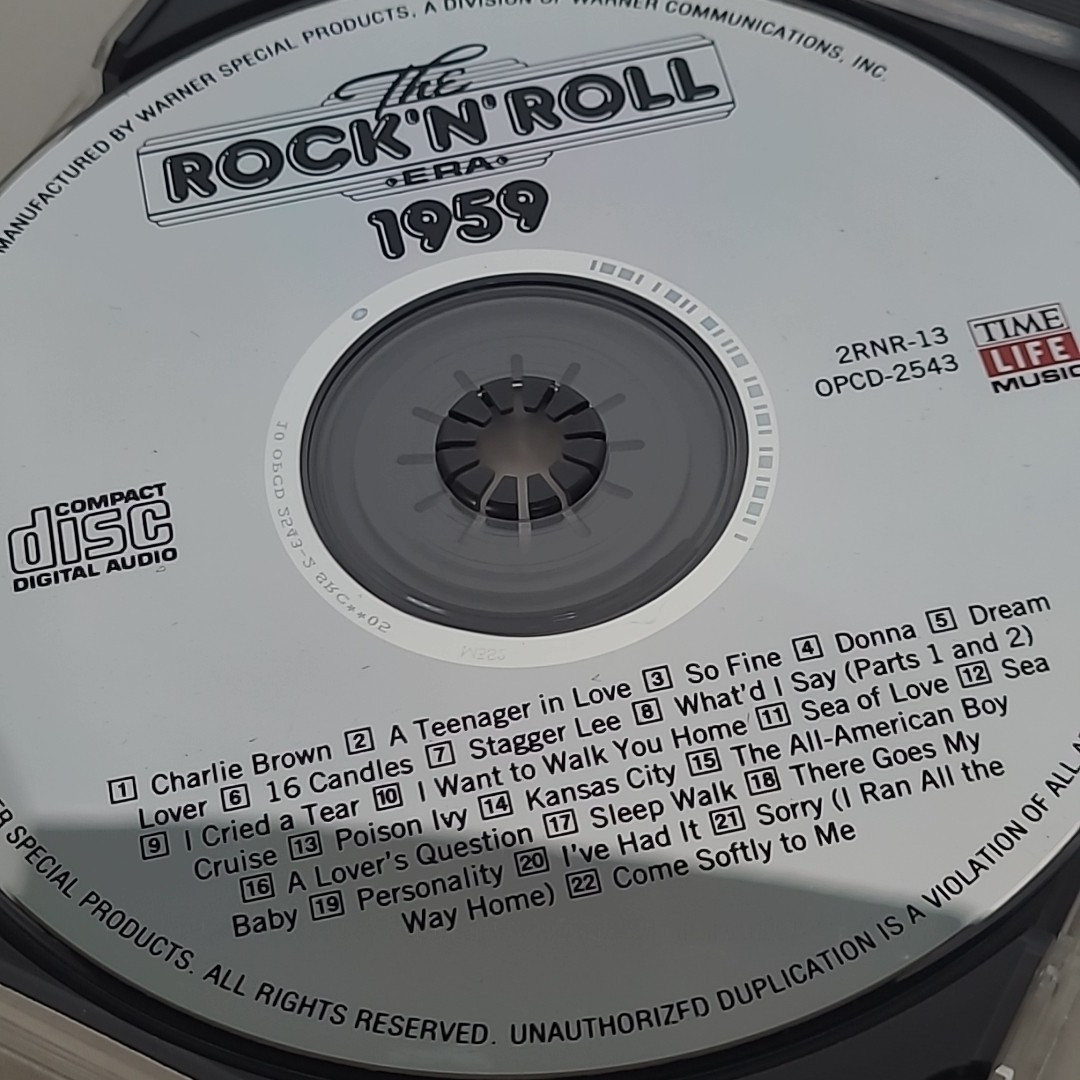 MANUFACTURED BY WARNER SPECIAL PRODUCTS, A DIVISION OF WARNER COMMUNICATIONS, INC.
The
ROCK'N'ROLL
•ERA•
1959
2RNR-13
OPCD-2543
TIME
LIFE
MUSIC
COMPACT
disc
DIGITAL AUDIO
1 Charlie Brown 2 A Teenager in Love 3 So Fine 4 Donna 5 Dream
Lover 6 16 Candles 7 Stagger Lee 8 What'd I Say (Parts 1 and 2)
9 I Cried a Tear 10 I Want to Walk You Home 11 Sea of Love 12 Sea
Cruise 13 Poison Ivy 14 Kansas City 15 The All-American Boy
16 A Lover's Question 17 Sleep Walk 18 There Goes My
Baby 19 Personality 20 I've Had It 21 Sorry (I Ran All the
Way Home) 22 Come Softly to Me
SPECIAL PRODUCTS. ALL RIGHTS RESERVED. UNAUTHORIZED DUPLICATION IS A VIOLATION OF ALL